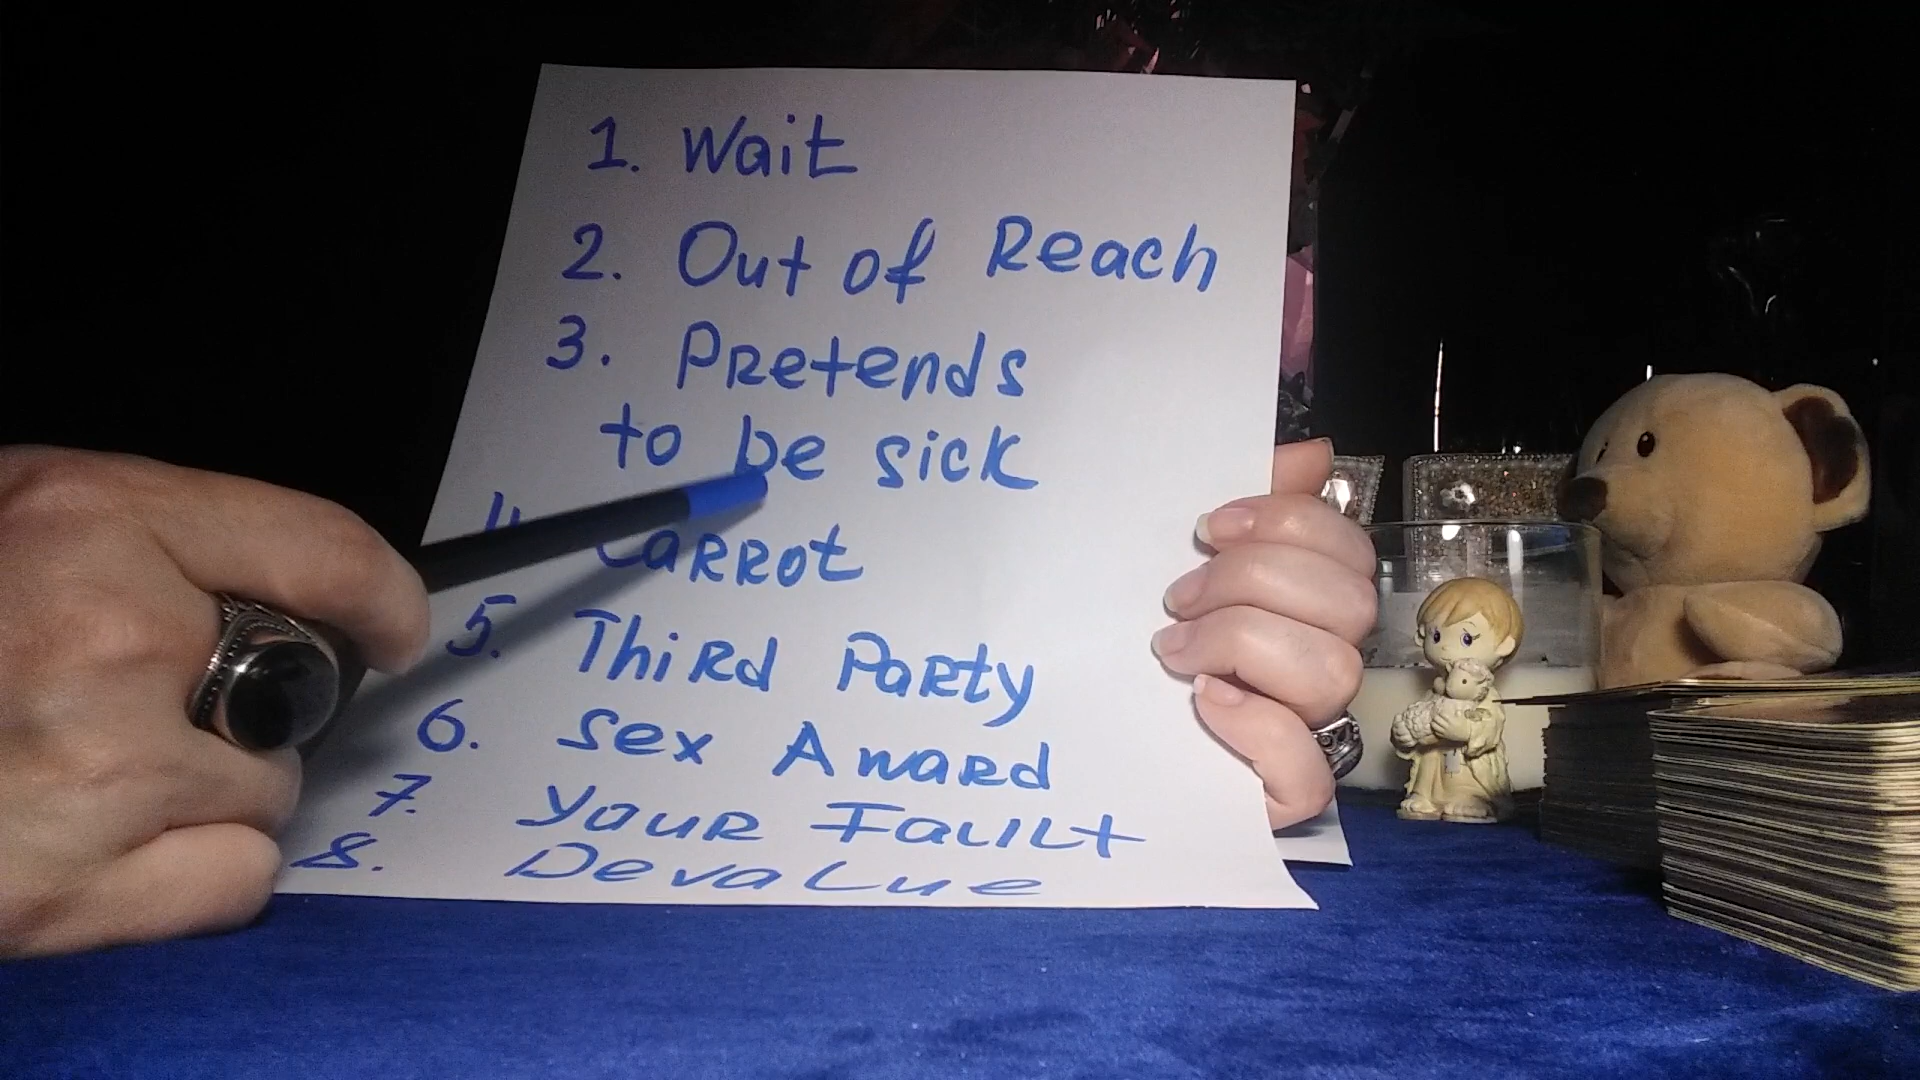 1. Wait
2. Out of Reach
3. Pretends
to be sick
4. Carrot
5. Third Party
6. Sex Award
7. Your Fault
8. Devalue